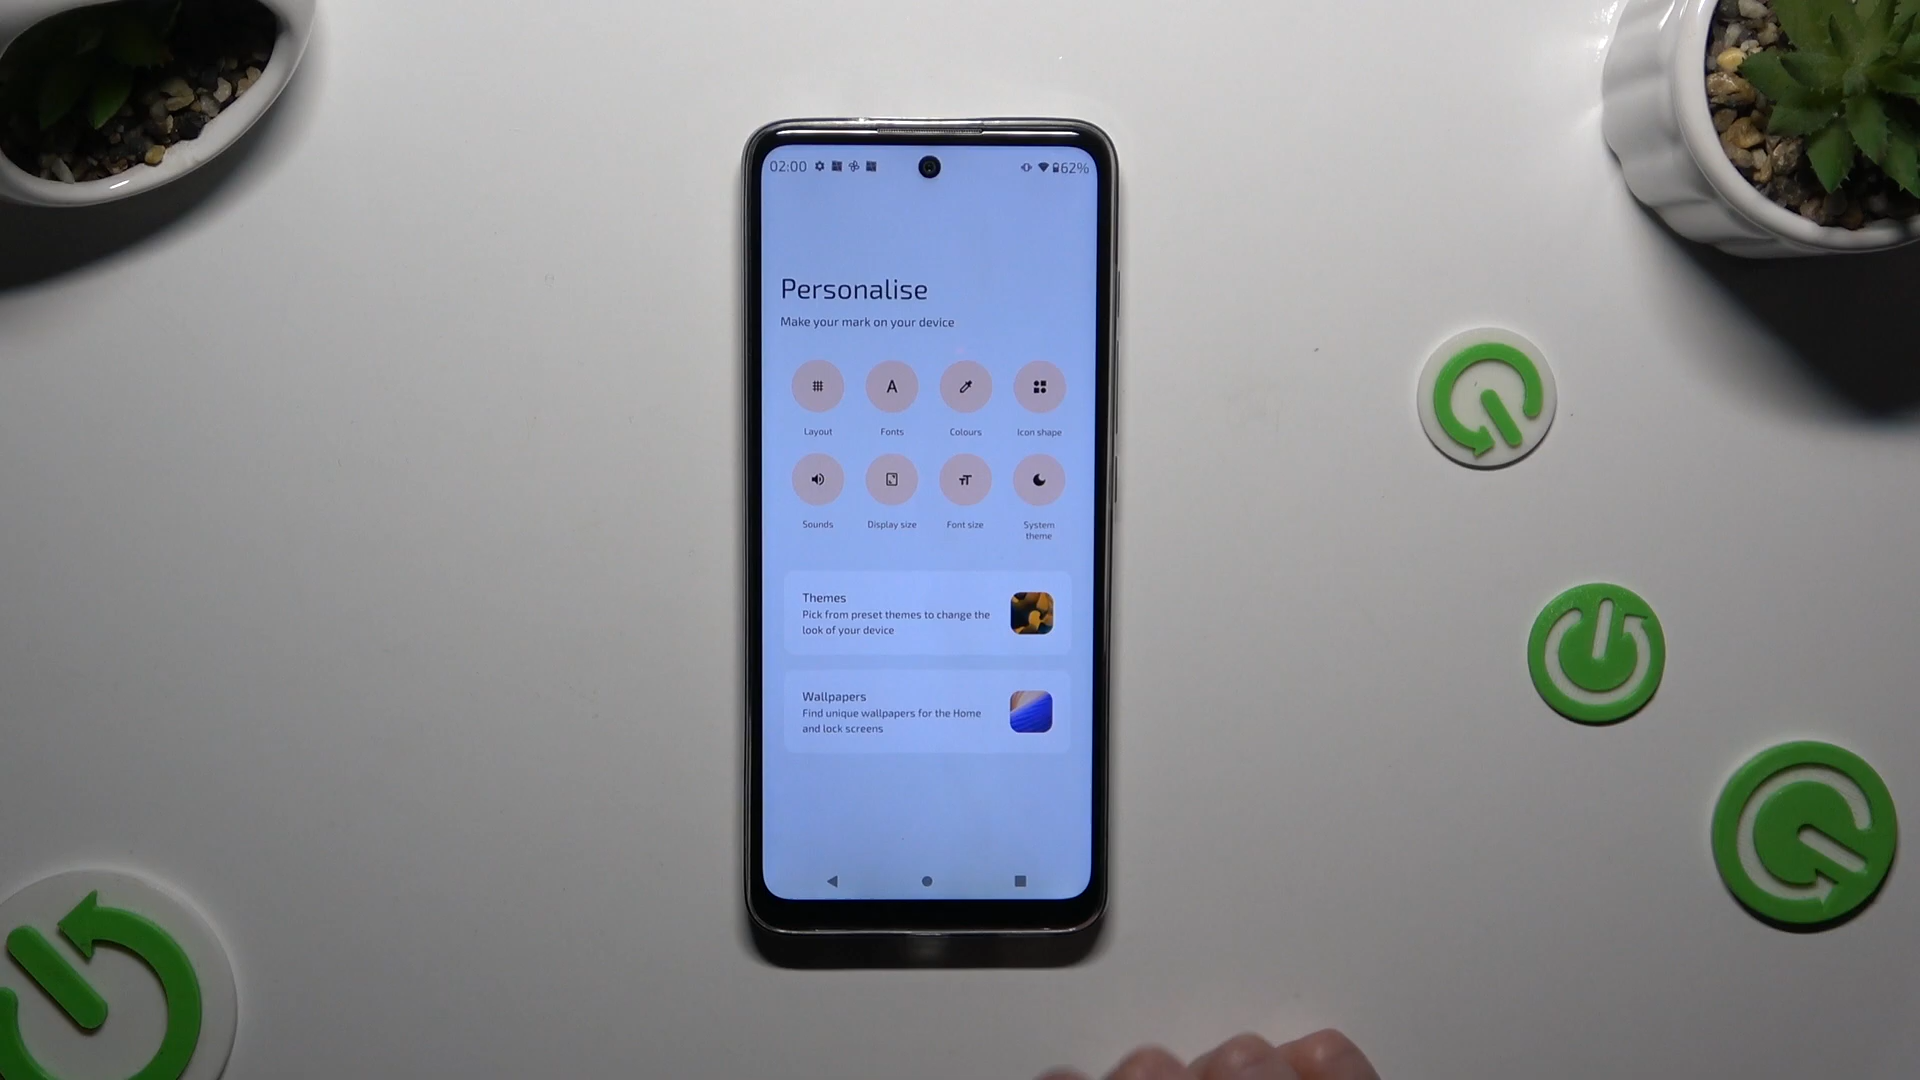 02:00
62%
Personalise
Make your mark on your device
Layout
Fonts
Colours
Icon shape
Sounds
Display size
Font size
System
theme
Themes
Pick from preset themes to change the
look of your device
Wallpapers
Find unique wallpapers for the Home
and lock screens